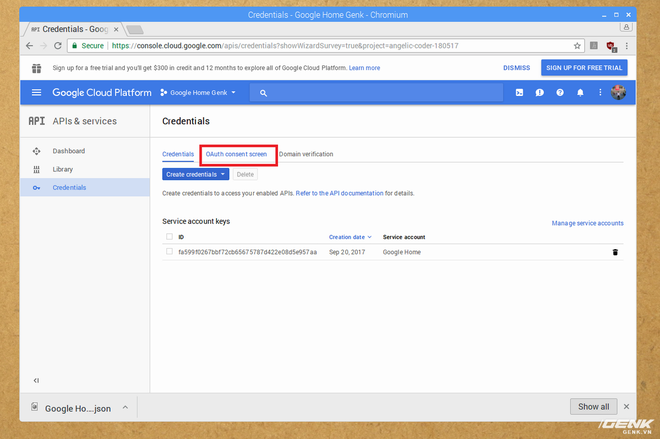 Credentials - Google Home Genk - Chromium
API Credentials - Goog
Secure https://console.cloud.google.com/apis/credentials?showWizardSurvey=true&project=angelic-coder-180517
Sign up for a free trial and you'll get $300 in credit and 12 months to explore all of Google Cloud Platform. Learn more DISMISS SIGN UP FOR FREE TRIAL
Google Cloud Platform Google Home Genk
API APIs & services Credentials
Dashboard
Library
Credentials
Credentials OAuth consent screen Domain verification
Create credentials Delete
Create credentials to access your enabled APIs. Refer to the API documentation for details.
Service account keys Manage service accounts
ID Creation date Service account
fa599f0267bbf72cb65675787d422e08d5e957aa Sep 20, 2017 Google Home
Google Ho...json Show all
GENK
GENK.VN